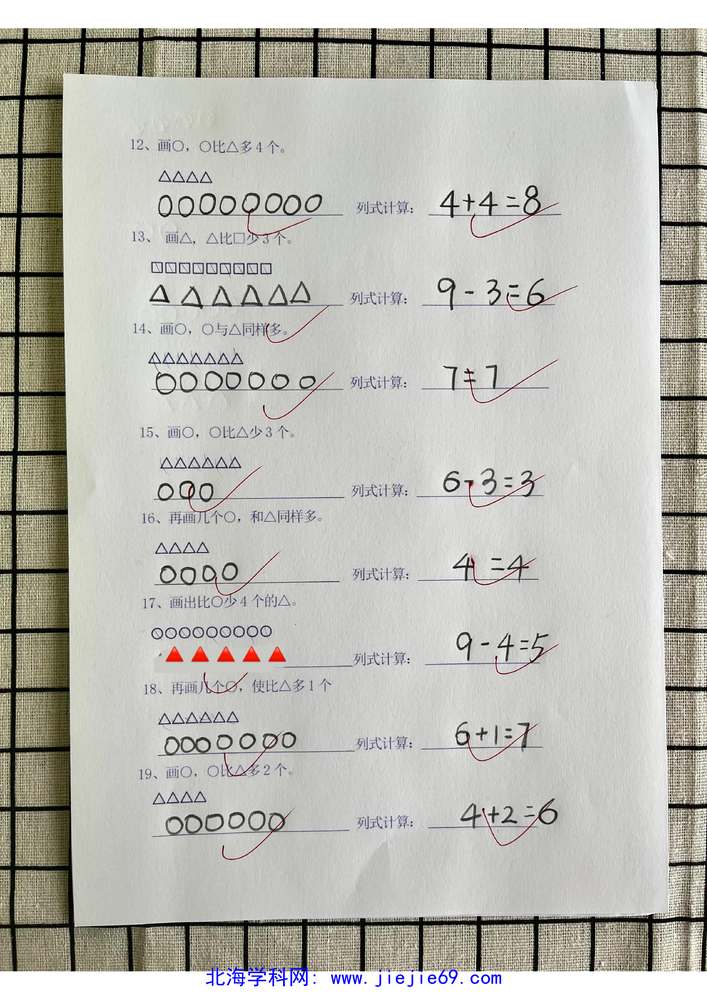 12、画○，○比△多4个。
△△△△
○○○○○○○○ 列式计算： 4+4=8
13、 画△，△比□少3个。
□□□□□□□□□
△△△△△△ 列式计算： 9-3=6
14、画○，○与△同样多。
△△△△△△△
○○○○○○○ 列式计算： 7=7
15、画○，○比△少3个。
△△△△△△
○○○ 列式计算： 6-3=3
16、再画几个○，和△同样多。
△△△△
○○○○ 列式计算： 4=4
17、画出比○少4个的△。
○○○○○○○○○
▲▲▲▲▲ 列式计算： 9-4=5
18、再画几个○，使比△多1个
△△△△△△
○○○○○○○ 列式计算： 6+1=7
19、画○，○比△多2个。
△△△△
○○○○○○ 列式计算： 4+2=6
北海学科网: www.jiejie69.com